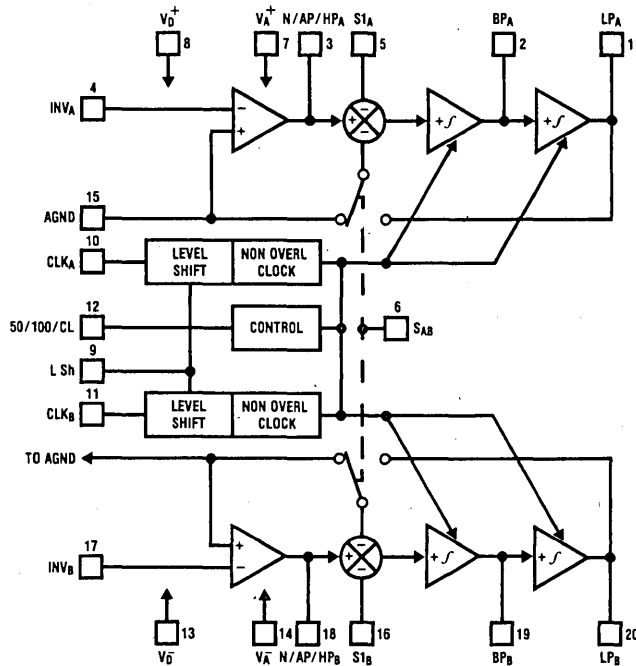 V_D^+ V_A^+ N/AP/HP_A S1_A BP_A LP_A
8 7 3 5 2 1
4
INV_A − + + − − + ∫ + ∫
15
AGND
10
CLK_A LEVEL SHIFT NON OVERL CLOCK
12
50/100/CL CONTROL
6
S_AB
9
L Sh
11
CLK_B LEVEL SHIFT NON OVERL CLOCK
TO AGND
17
INV_B + − + − − + ∫ + ∫
13 14 18 16 19 20
V_D^- V_A^- N/AP/HP_B S1_B BP_B LP_B